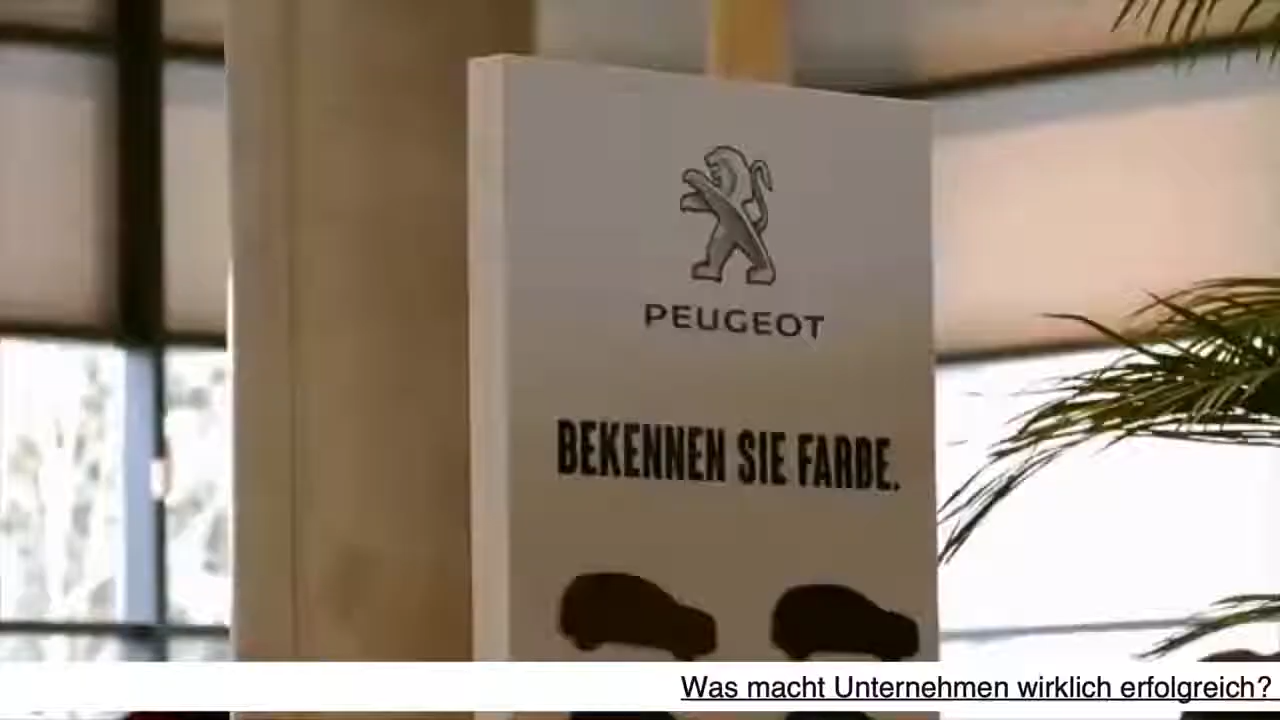 PEUGEOT
BEKENNEN SIE FARBE.
Was macht Unternehmen wirklich erfolgreich?